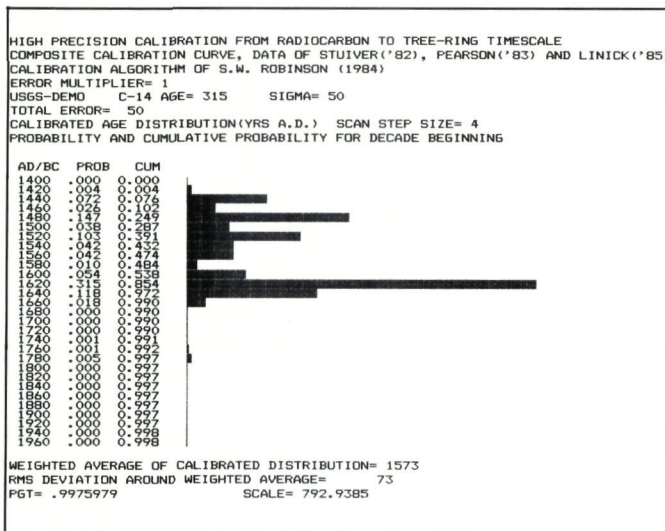 HIGH PRECISION CALIBRATION FROM RADIOCARBON TO TREE-RING TIMESCALE
COMPOSITE CALIBRATION CURVE, DATA OF STUIVER('82), PEARSON('83) AND LINICK('85
CALIBRATION ALGORITHM OF S.W. ROBINSON (1984)
ERROR MULTIPLIER= 1
USGS-DEMO C-14 AGE= 315 SIGMA= 50
TOTAL ERROR= 50
CALIBRATED AGE DISTRIBUTION(YRS A.D.) SCAN STEP SIZE= 4
PROBABILITY AND CUMULATIVE PROBABILITY FOR DECADE BEGINNING
AD/BC PROB CUM
1400 .000 0.000
1420 .004 0.004
1440 .072 0.076
1460 .026 0.102
1480 .147 0.249
1500 .038 0.287
1520 .103 0.391
1540 .042 0.432
1560 .042 0.474
1580 .010 0.484
1600 .054 0.538
1620 .315 0.854
1640 .118 0.972
1660 .018 0.990
1680 .000 0.990
1700 .000 0.990
1720 .000 0.990
1740 .001 0.991
1760 .001 0.992
1780 .005 0.997
1800 .000 0.997
1820 .000 0.997
1840 .000 0.997
1860 .000 0.997
1880 .000 0.997
1900 .000 0.997
1920 .000 0.997
1940 .000 0.998
1960 .000 0.998
WEIGHTED AVERAGE OF CALIBRATED DISTRIBUTION= 1573
RMS DEVIATION AROUND WEIGHTED AVERAGE= 73
PGT= .9975979 SCALE= 792.9385